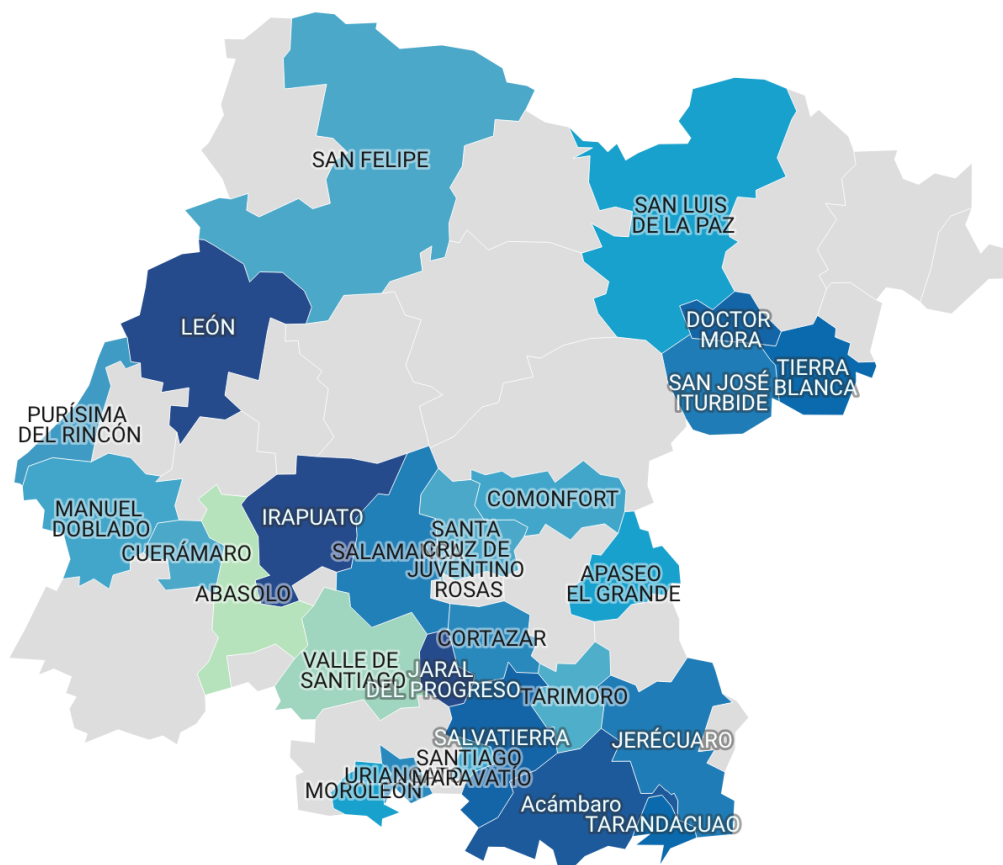 SAN FELIPE
SAN LUIS
DE LA PAZ
LEÓN
DOCTOR
MORA
TIERRA
BLANCA
SAN JOSÉ
ITURBIDE
PURÍSIMA
DEL RINCÓN
MANUEL
DOBLADO
CUERÁMARO
IRAPUATO
COMONFORT
SALAMANCA
SANTA
CRUZ DE
JUVENTINO
ROSAS
APASEO
EL GRANDE
ABASOLO
CORTAZAR
VALLE DE
SANTIAGO
JARAL
DEL PROGRESO
TARIMORO
SALVATIERRA
JERÉCUARO
SANTIAGO
MARAVATÍO
URIANGATO
MOROLEÓN
Acámbaro
TARANDACUAO